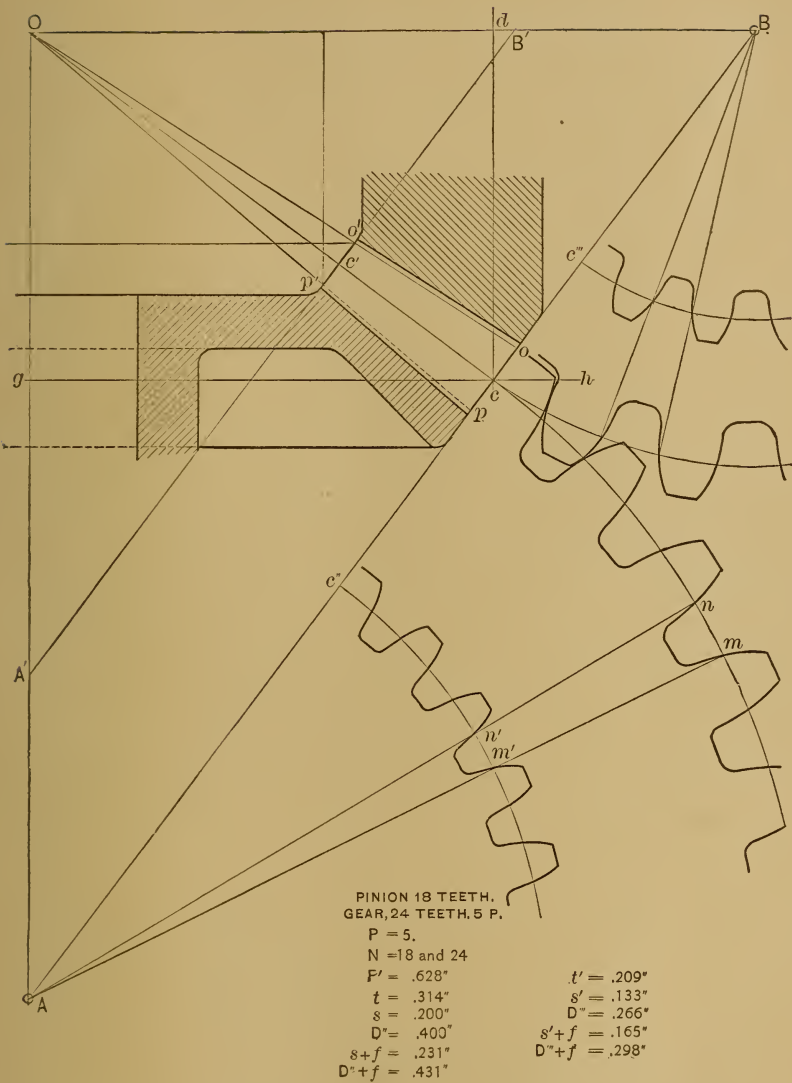 O
d
B
B′
o′
c′
p′
c‴
o
g
c
h
p
c″
n
A′
m
n′
m′
A
PINION 18 TEETH.
GEAR, 24 TEETH. 5 P.
P = 5.
N = 18 and 24
P′ = .628″
t = .314″
s = .200″
D″ = .400″
s+f = .231″
D″+f = .431″
t′ = .209″
s′ = .133″
D‴ = .266″
s′+f = .165″
D‴+f = .298″